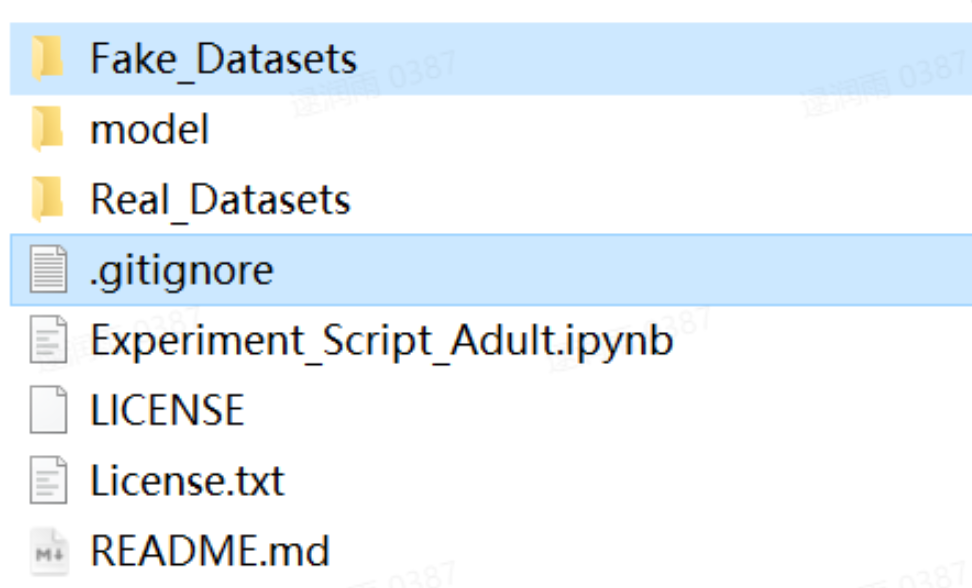 Fake_Datasets
model
Real_Datasets
.gitignore
Experiment_Script_Adult.ipynb
LICENSE
License.txt
README.md